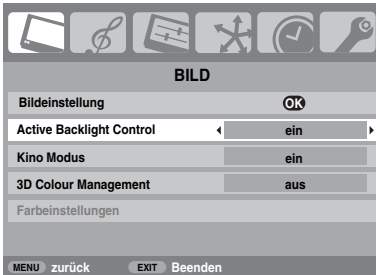 BILD
Bildeinstellung OK
Active Backlight Control ein
Kino Modus ein
3D Colour Management aus
Farbeinstellungen
MENU zurück EXIT Beenden